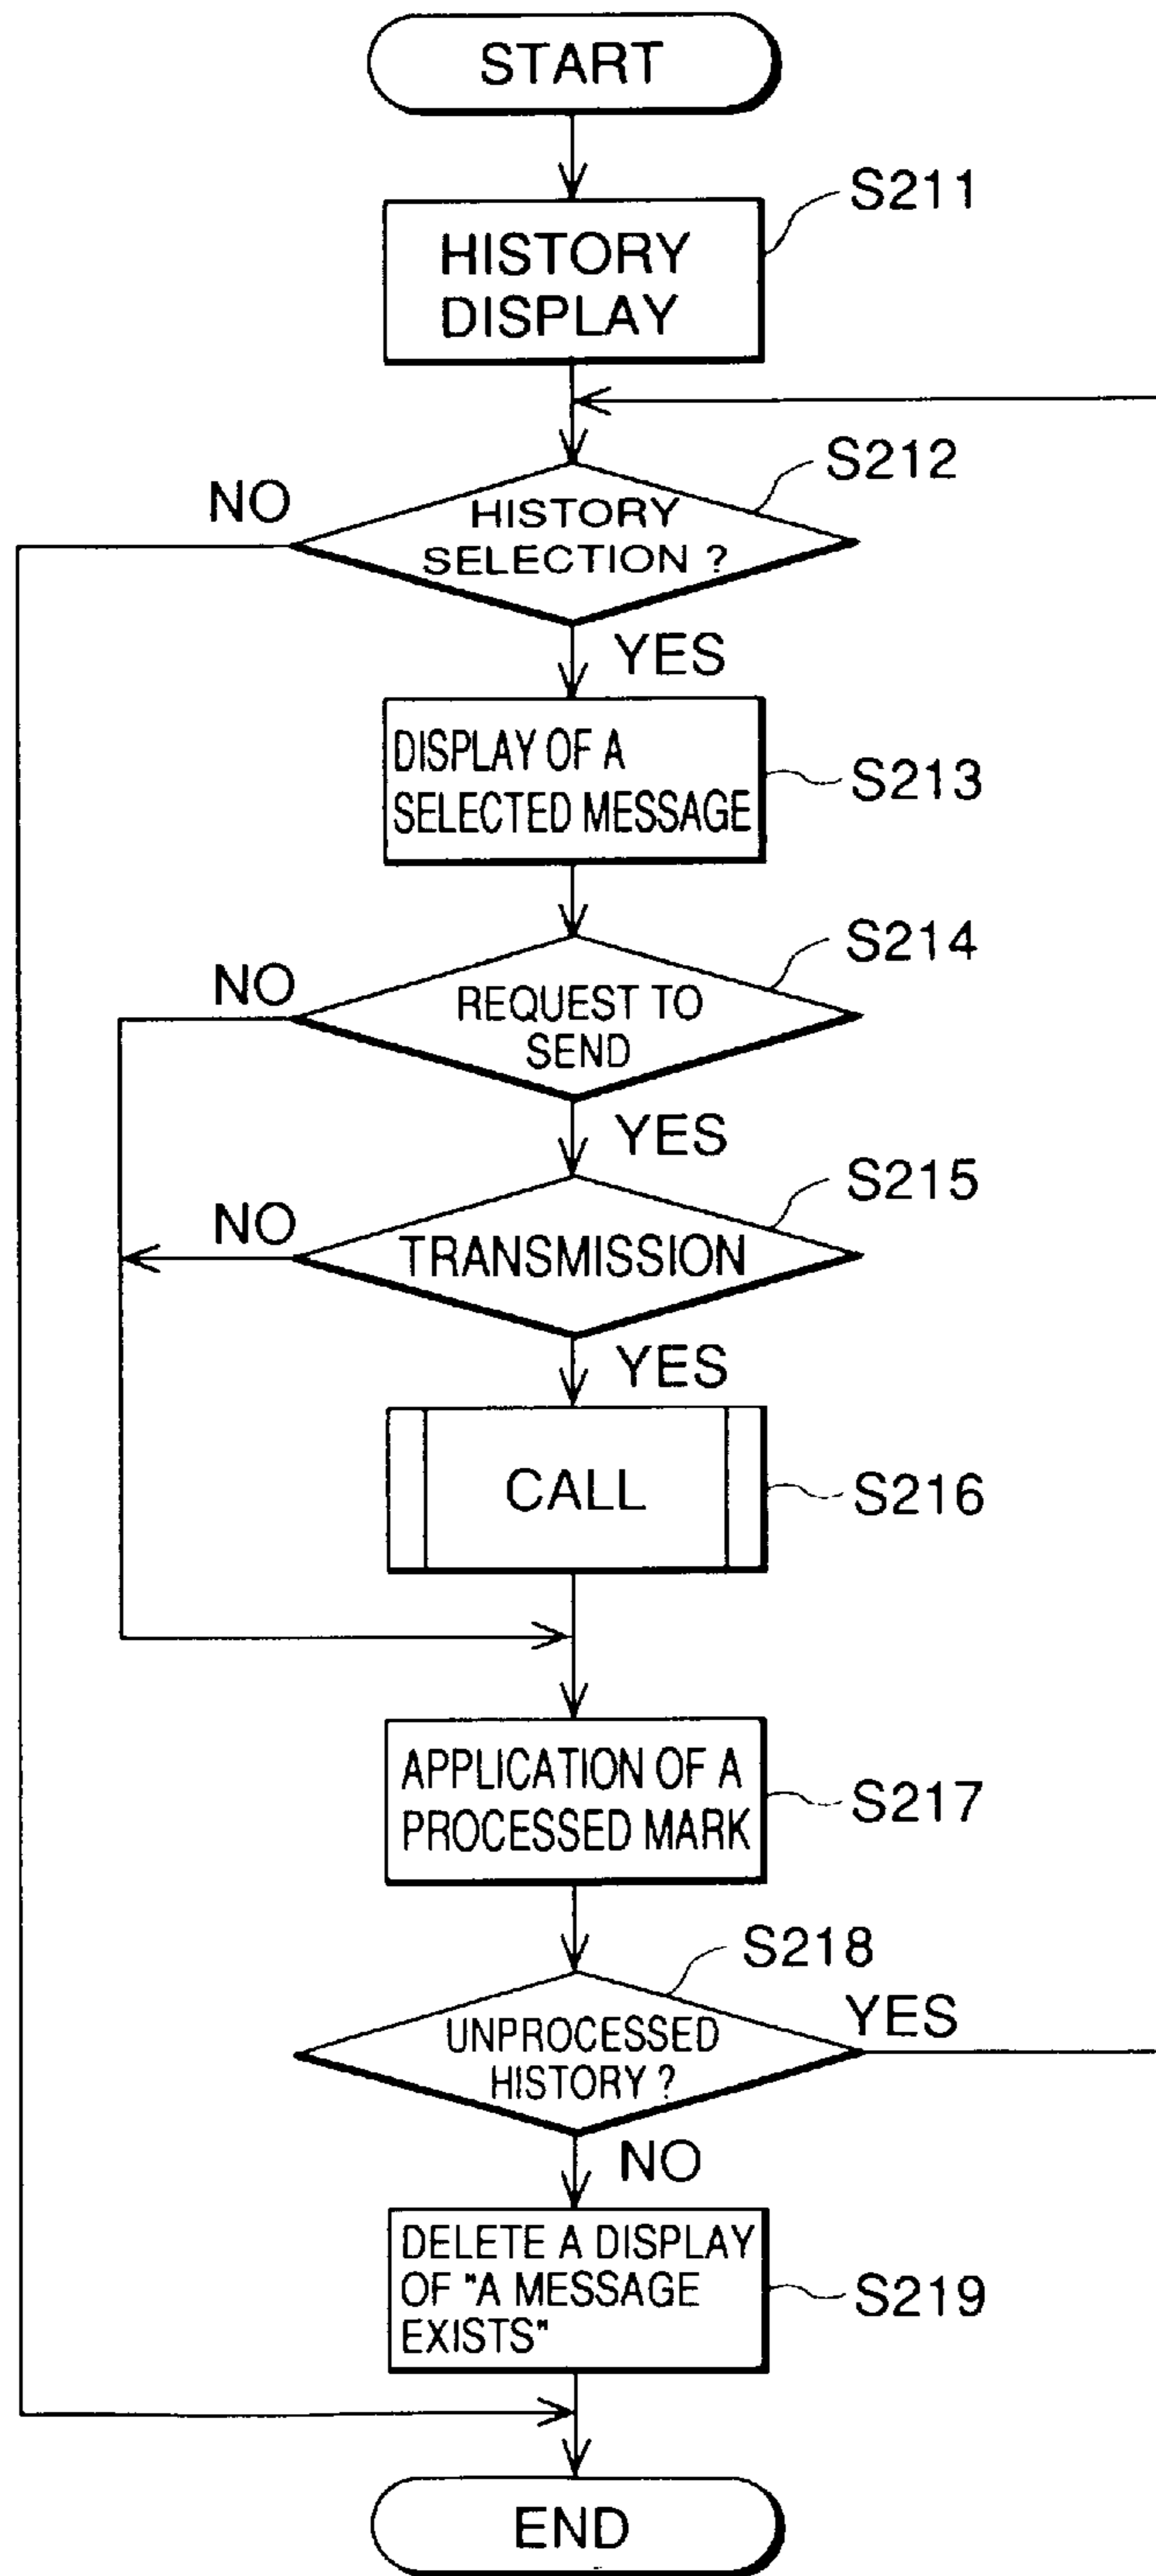 START
S211
HISTORY
DISPLAY
S212
NO
HISTORY
SELECTION ?
YES
DISPLAY OF A
SELECTED MESSAGE
S213
S214
NO
REQUEST TO
SEND
YES
S215
NO
TRANSMISSION
YES
CALL
S216
APPLICATION OF A
PROCESSED MARK
S217
S218
YES
UNPROCESSED
HISTORY ?
NO
DELETE A DISPLAY
OF "A MESSAGE
EXISTS"
S219
END